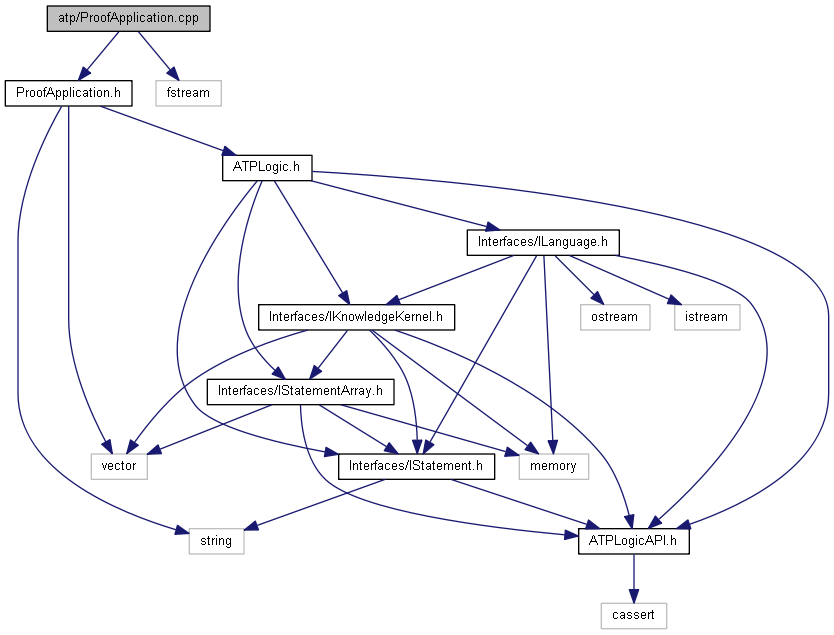 atp/ProofApplication.cpp
ProofApplication.h
fstream
ATPLogic.h
Interfaces/ILanguage.h
Interfaces/IKnowledgeKernel.h
ostream
istream
Interfaces/IStatementArray.h
vector
Interfaces/IStatement.h
memory
string
ATPLogicAPI.h
cassert